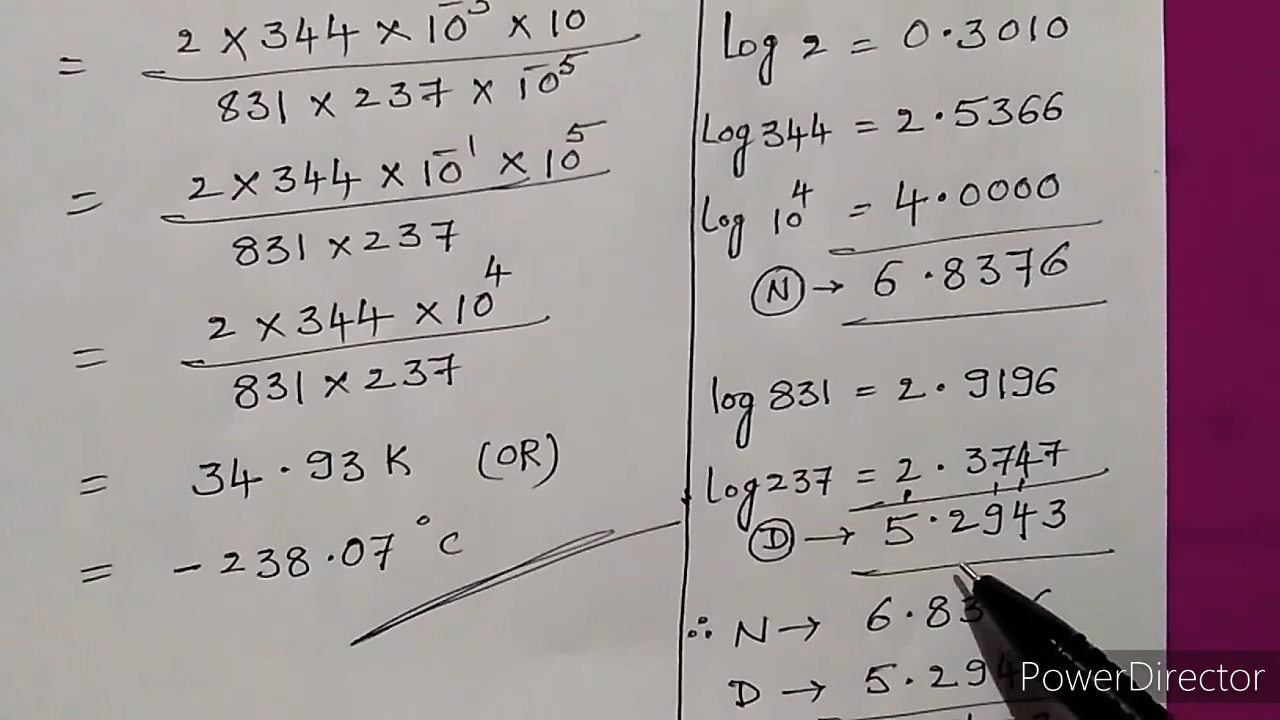 = 2 × 344 × 10⁻³ × 10
831 × 237 × 10⁻⁵
= 2 × 344 × 10⁻¹ × 10⁵
831 × 237
= 2 × 344 × 10⁴
831 × 237
= 34.93 K (OR)
= -238.07 °C
log 2 = 0.3010
log 344 = 2.5366
log 10⁴ = 4.0000
N → 6.8376
log 831 = 2.9196
log 237 = 2.3747
D → 5.2943
∴ N → 6.83 6
D → 5.294
PowerDirector